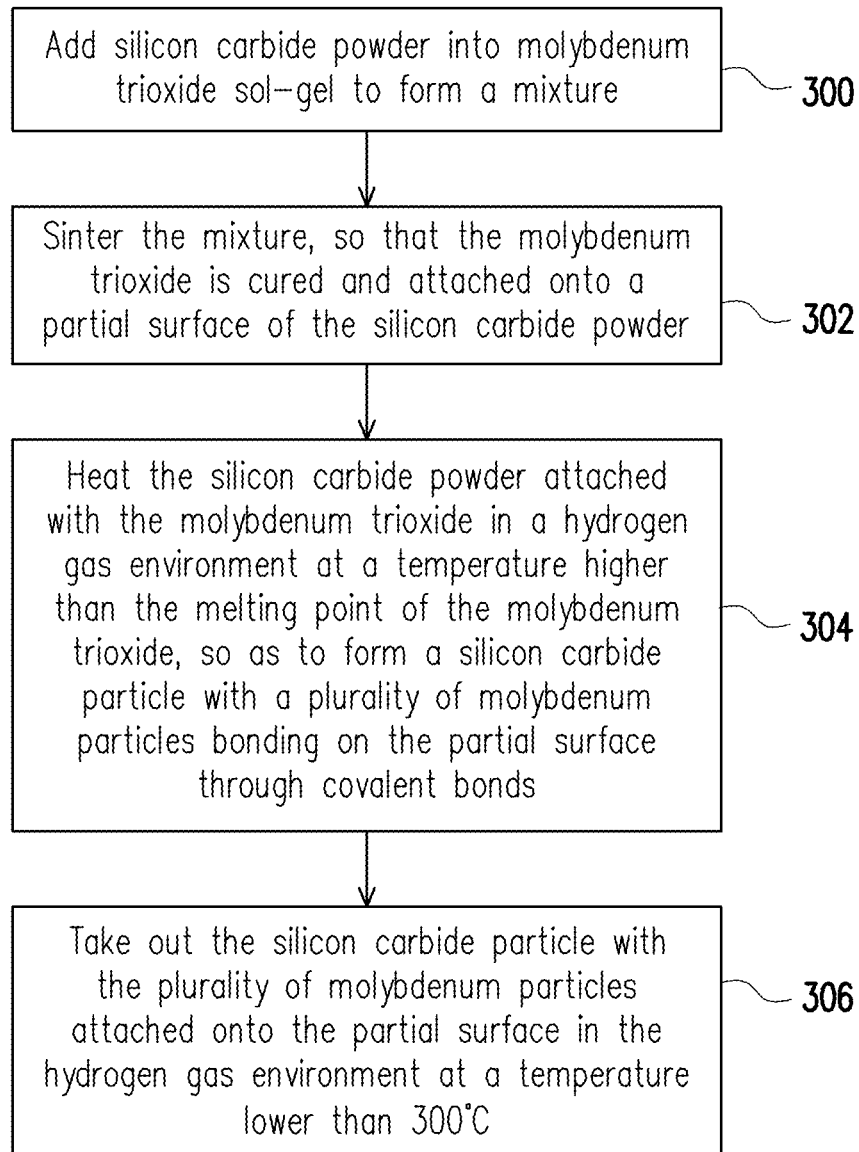 Add silicon carbide powder into molybdenum
trioxide sol-gel to form a mixture
300
Sinter the mixture, so that the molybdenum
trioxide is cured and attached onto a
partial surface of the silicon carbide powder
302
Heat the silicon carbide powder attached
with the molybdenum trioxide in a hydrogen
gas environment at a temperature higher
than the melting point of the molybdenum
trioxide, so as to form a silicon carbide
particle with a plurality of molybdenum
particles bonding on the partial surface
through covalent bonds
304
Take out the silicon carbide particle with
the plurality of molybdenum particles
attached onto the partial surface in the
hydrogen gas environment at a temperature
lower than 300°C
306